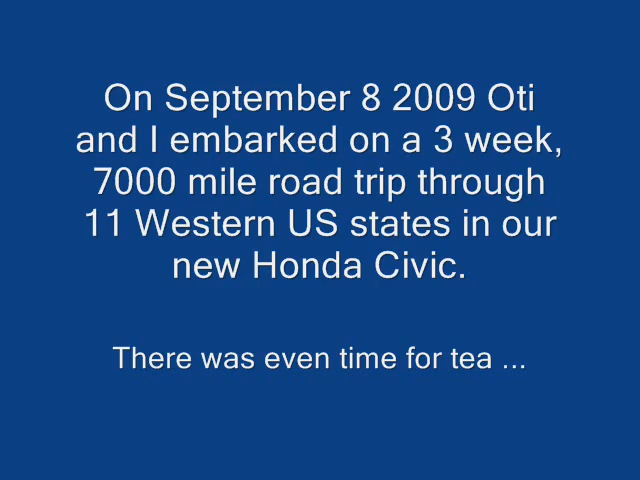 On September 8 2009 Oti
and I embarked on a 3 week,
7000 mile road trip through
11 Western US states in our
new Honda Civic.
There was even time for tea ...